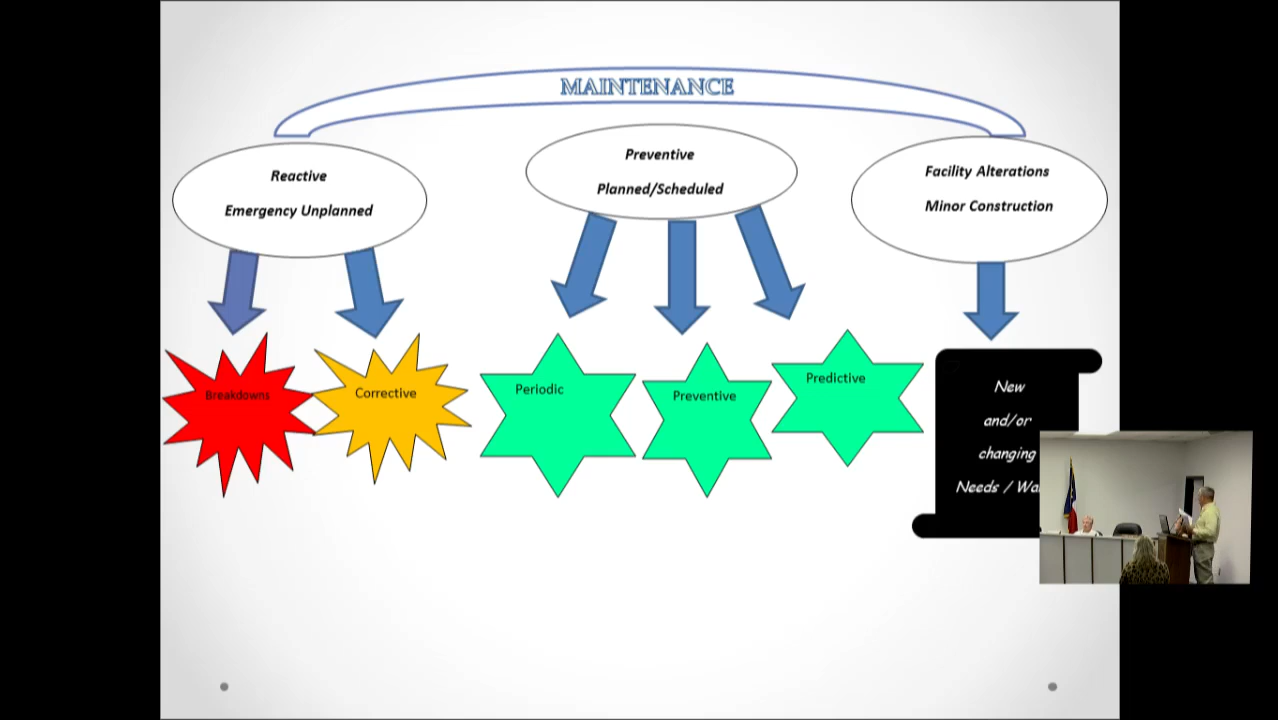 MAINTENANCE
Reactive
Emergency Unplanned
Preventive
Planned/Scheduled
Facility Alterations
Minor Construction
Breakdowns
Corrective
Periodic
Preventive
Predictive
New
and/or
changing
Needs /